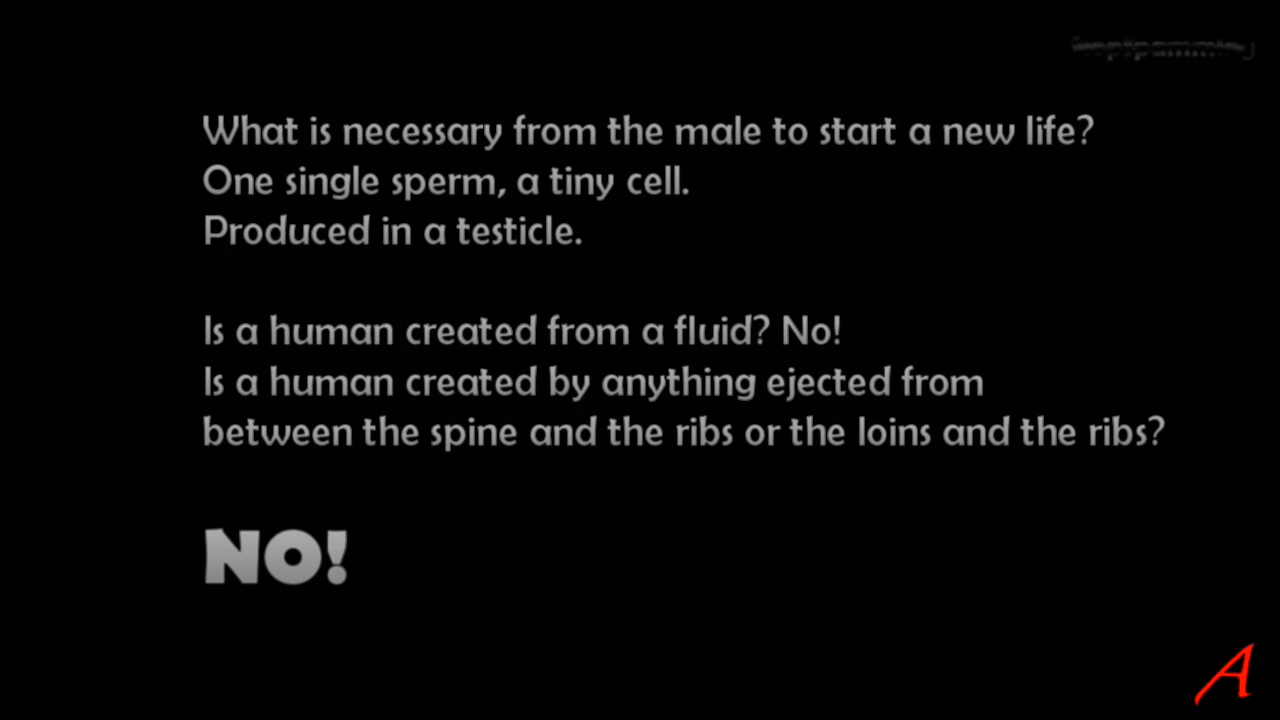 What is necessary from the male to start a new life?
One single sperm, a tiny cell.
Produced in a testicle.
Is a human created from a fluid? No!
Is a human created by anything ejected from
between the spine and the ribs or the loins and the ribs?
NO!
A